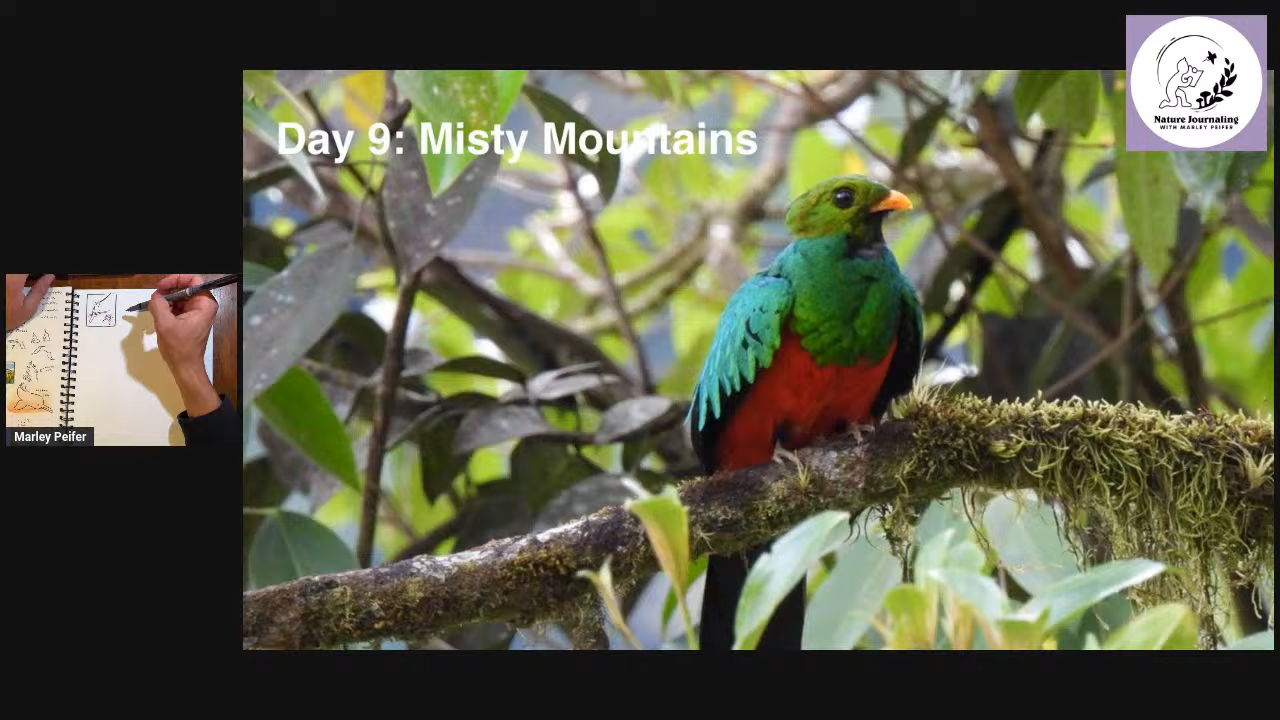 Day 9: Misty Mountains
Nature Journaling
WITH MARLEY PEIFER
Marley Peifer